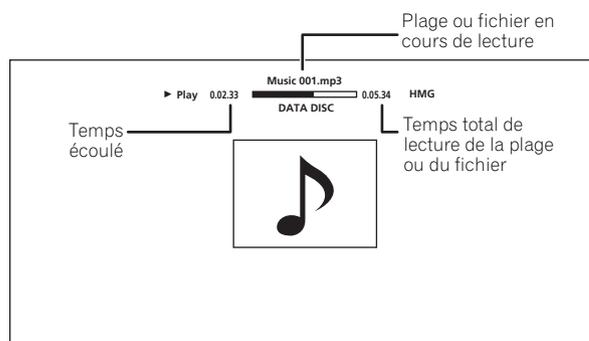 Plage ou fichier en
cours de lecture
Music 001.mp3
► Play 0.02.33 0.05.34 HMG
DATA DISC
Temps
écoulé
Temps total de
lecture de la plage
ou du fichier